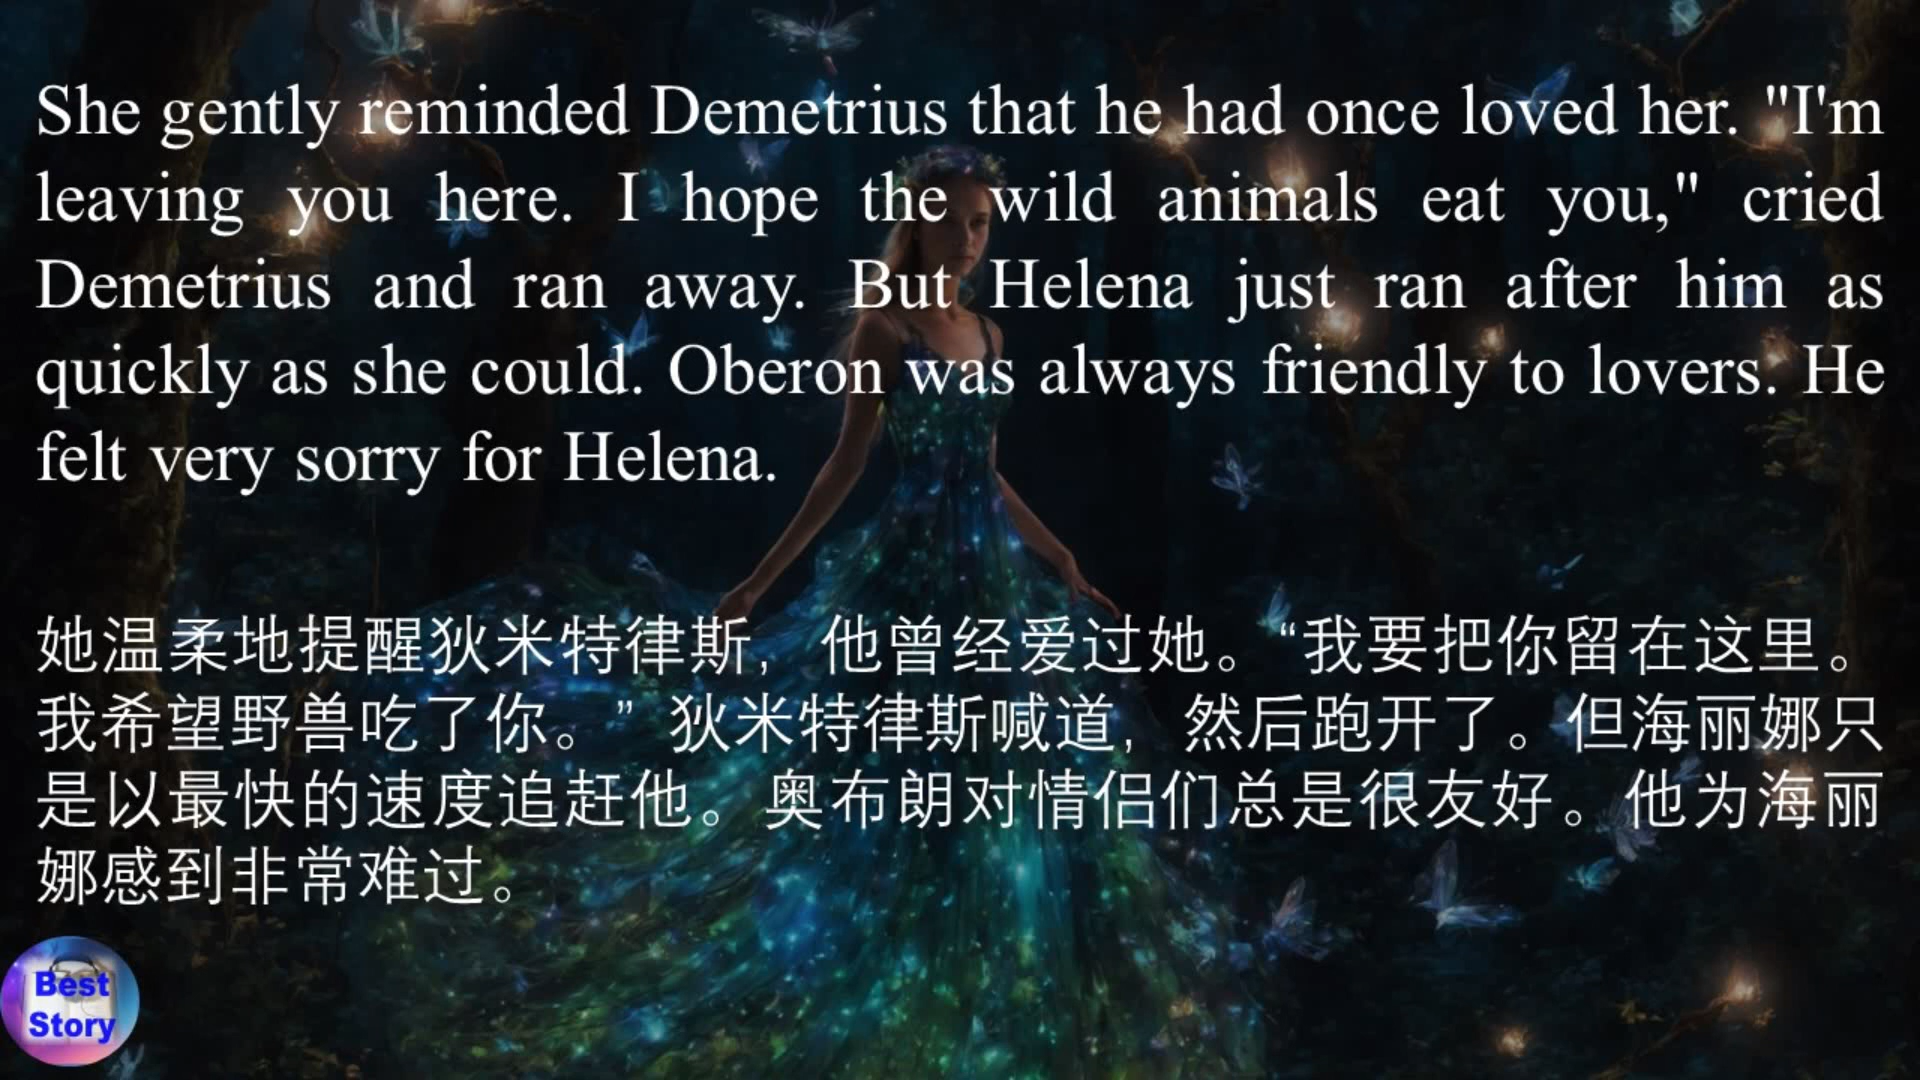 She gently reminded Demetrius that he had once loved her. "I'm
leaving you here. I hope the wild animals eat you," cried
Demetrius and ran away. But Helena just ran after him as
quickly as she could. Oberon was always friendly to lovers. He
felt very sorry for Helena.
她温柔地提醒狄米特律斯，他曾经爱过她。“我要把你留在这里。
我希望野兽吃了你。”狄米特律斯喊道，然后跑开了。但海丽娜只
是以最快的速度追赶他。奥布朗对情侣们总是很友好。他为海丽
娜感到非常难过。
Best
Story